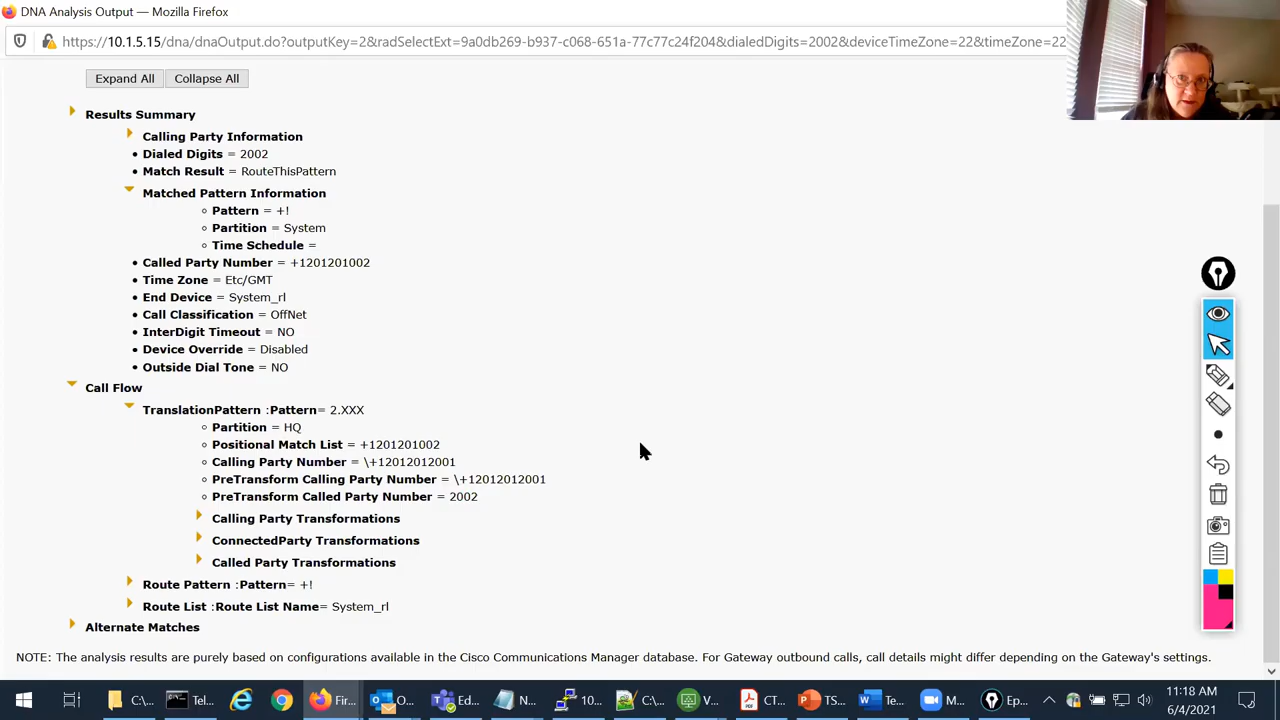 DNA Analysis Output — Mozilla Firefox
https://10.1.5.15/dna/dnaOutput.do?outputKey=2&radSelectExt=9a0db269-b937-c068-651a-77c77c24f204&dialedDigits=2002&deviceTimeZone=22&timeZone=22
Expand All Collapse All
Results Summary
Calling Party Information
Dialed Digits = 2002
Match Result = RouteThisPattern
Matched Pattern Information
Pattern = +!
Partition = System
Time Schedule =
Called Party Number = +1201201002
Time Zone = Etc/GMT
End Device = System_rl
Call Classification = OffNet
InterDigit Timeout = NO
Device Override = Disabled
Outside Dial Tone = NO
Call Flow
TranslationPattern :Pattern= 2.XXX
Partition = HQ
Positional Match List = +1201201002
Calling Party Number = \+12012012001
PreTransform Calling Party Number = \+12012012001
PreTransform Called Party Number = 2002
Calling Party Transformations
ConnectedParty Transformations
Called Party Transformations
Route Pattern :Pattern= +!
Route List :Route List Name= System_rl
Alternate Matches
NOTE: The analysis results are purely based on configurations available in the Cisco Communications Manager database. For Gateway outbound calls, call details might differ depending on the Gateway's settings.
C:\... Tel... Fir... O... Ed... N... 10... C:\... V... CT... TS... Te... M... Ep...
11:18 AM
6/4/2021